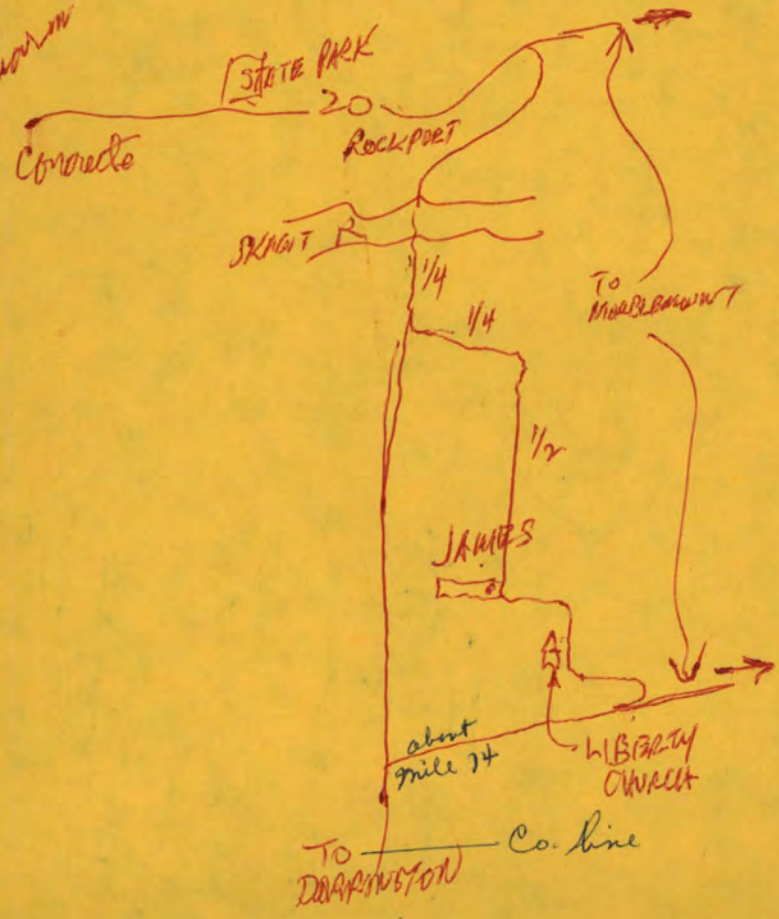 STATE PARK
20
Concrete
ROCKPORT
SKAGIT R
1/4
1/4
TO
MARBLEMOUNT
1/2
JAMES
about
mile 14
LIBERTY
CHURCH
TO
DARRINGTON
Co. line